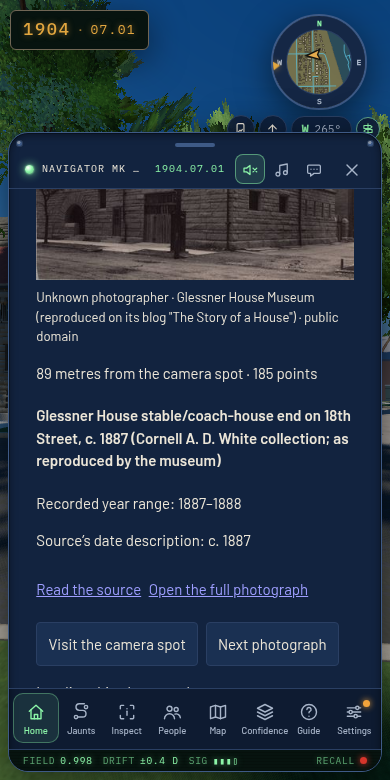 1904 · 07.01
N
W
E
S
W 265°
NAVIGATOR MK …
1904.07.01
Unknown photographer · Glessner House Museum
(reproduced on its blog "The Story of a House") · public
domain
89 metres from the camera spot · 185 points
Glessner House stable/coach-house end on 18th
Street, c. 1887 (Cornell A. D. White collection; as
reproduced by the museum)
Recorded year range: 1887–1888
Source's date description: c. 1887
Read the source Open the full photograph
Visit the camera spot
Next photograph
Home
Jaunts
Inspect
People
Map
Confidence
Guide
Settings
FIELD 0.998 DRIFT ±0.4 D SIG
RECALL